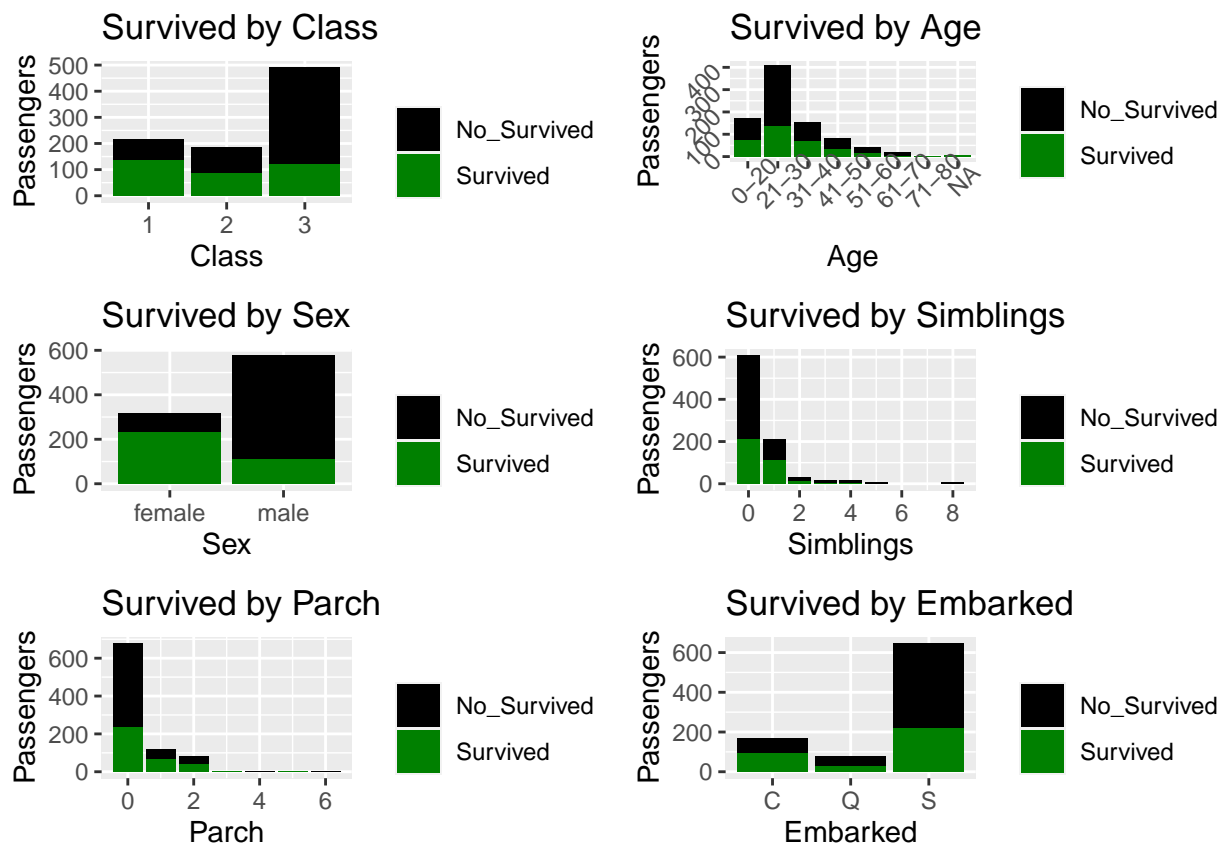 Survived by Class
Passengers
500
400
300
200
100
0
1 2 3
Class
No_Survived
Survived
Survived by Age
Passengers
400
300
200
100
0
0−20 21−30 31−40 41−50 51−60 61−70 71−80 NA
Age
No_Survived
Survived
Survived by Sex
Passengers
600
400
200
0
female male
Sex
No_Survived
Survived
Survived by Simblings
Passengers
600
400
200
0
0 2 4 6 8
Simblings
No_Survived
Survived
Survived by Parch
Passengers
600
400
200
0
0 2 4 6
Parch
No_Survived
Survived
Survived by Embarked
Passengers
600
400
200
0
C Q S
Embarked
No_Survived
Survived